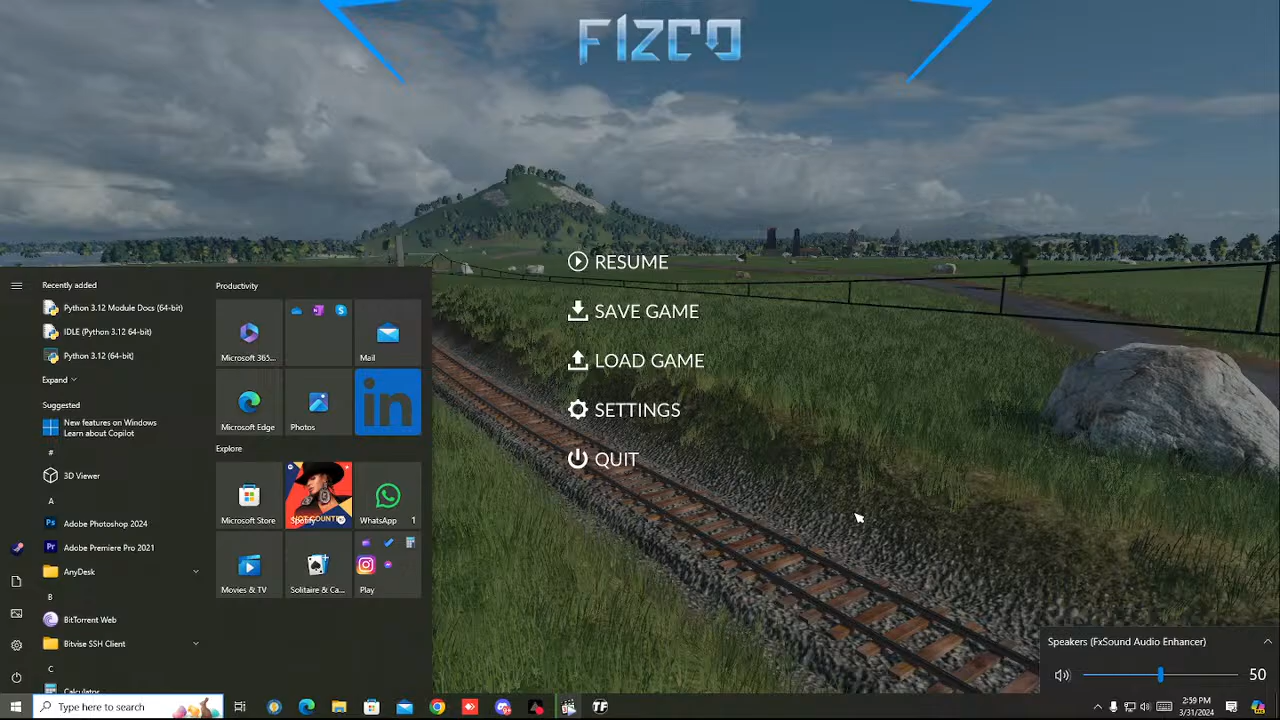 FIZCO
RESUME
SAVE GAME
LOAD GAME
SETTINGS
QUIT
Recently added
Python 3.12 Module Docs (64-bit)
IDLE (Python 3.12 64-bit)
Python 3.12 (64-bit)
Expand
Suggested
New features on Windows
Learn about Copilot
#
3D Viewer
A
Adobe Photoshop 2024
Adobe Premiere Pro 2021
AnyDesk
B
BitTorrent Web
Bitvise SSH Client
C
Calculator
Productivity
Microsoft 365...
Mail
Microsoft Edge
Photos
in
Explore
Microsoft Store
Spotify
WhatsApp 1
Movies & TV
Solitaire & Ca...
Play
Speakers (FxSound Audio Enhancer)
50
Type here to search
TF
2:59 PM
3/31/2024